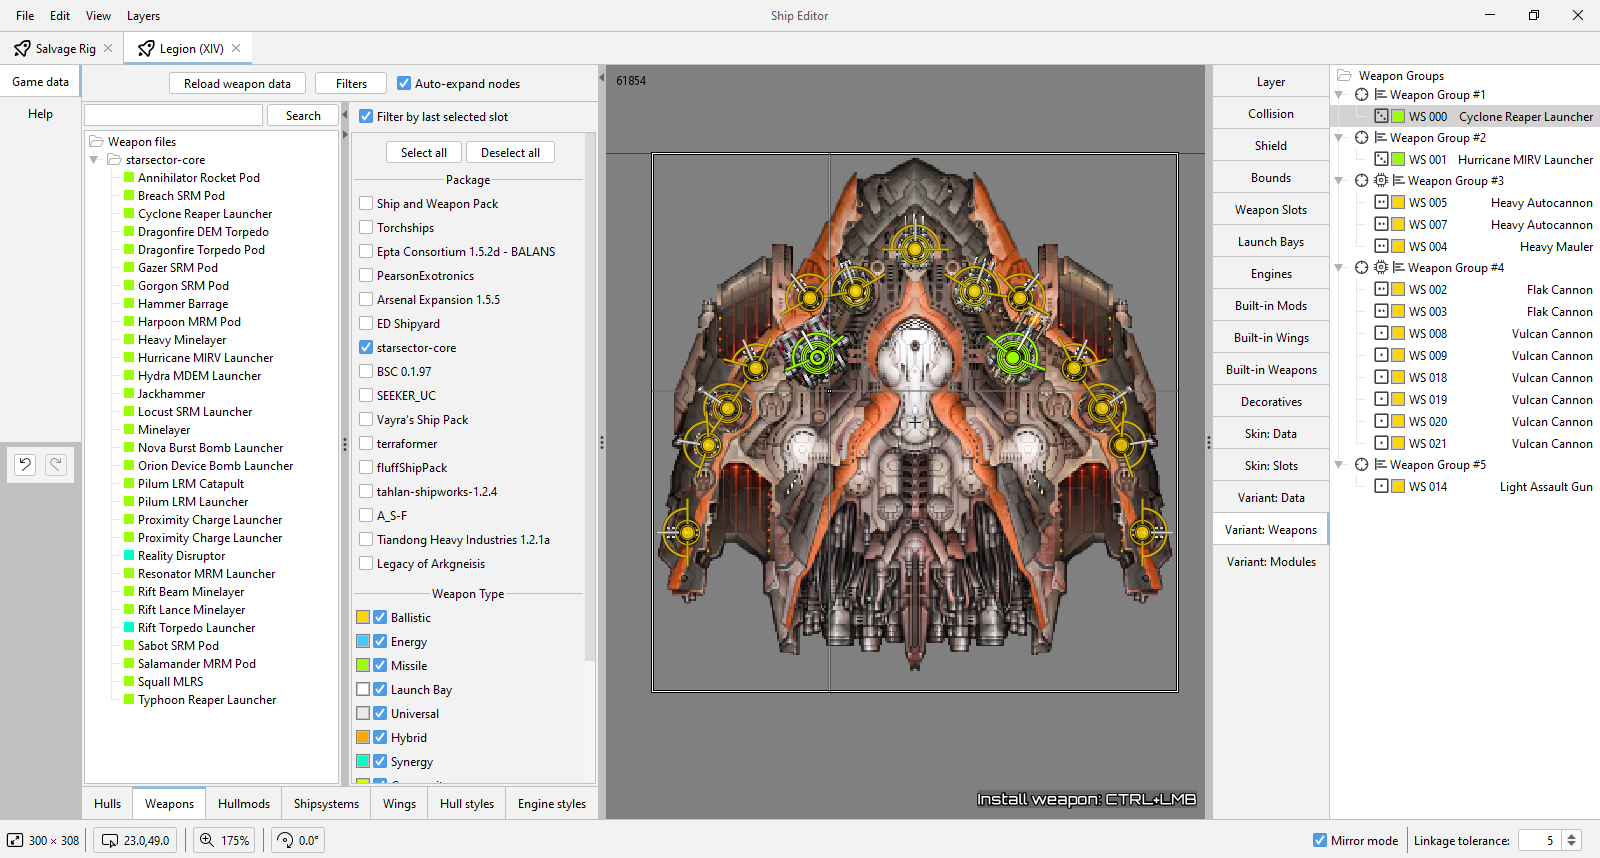 File Edit View Layers Ship Editor
Salvage Rig Legion (XIV)
Game data
Help
Reload weapon data Filters Auto-expand nodes
Search
Weapon files
starsector-core
Annihilator Rocket Pod
Breach SRM Pod
Cyclone Reaper Launcher
Dragonfire DEM Torpedo
Dragonfire Torpedo Pod
Gazer SRM Pod
Gorgon SRM Pod
Hammer Barrage
Harpoon MRM Pod
Heavy Minelayer
Hurricane MIRV Launcher
Hydra MDEM Launcher
Jackhammer
Locust SRM Launcher
Minelayer
Nova Burst Bomb Launcher
Orion Device Bomb Launcher
Pilum LRM Catapult
Pilum LRM Launcher
Proximity Charge Launcher
Proximity Charge Launcher
Reality Disruptor
Resonator MRM Launcher
Rift Beam Minelayer
Rift Lance Minelayer
Rift Torpedo Launcher
Sabot SRM Pod
Salamander MRM Pod
Squall MLRS
Typhoon Reaper Launcher
Filter by last selected slot
Select all Deselect all
Package
Ship and Weapon Pack
Torchships
Epta Consortium 1.5.2d - BALANS
PearsonExotronics
Arsenal Expansion 1.5.5
ED Shipyard
starsector-core
BSC 0.1.97
SEEKER_UC
Vayra's Ship Pack
terraformer
fluffShipPack
tahlan-shipworks-1.2.4
A_S-F
Tiandong Heavy Industries 1.2.1a
Legacy of Arkgneisis
Weapon Type
Ballistic
Energy
Missile
Launch Bay
Universal
Hybrid
Synergy
Hulls Weapons Hullmods Shipsystems Wings Hull styles Engine styles
61854
Install weapon: CTRL+LMB
Layer
Collision
Shield
Bounds
Weapon Slots
Launch Bays
Engines
Built-in Mods
Built-in Wings
Built-in Weapons
Decoratives
Skin: Data
Skin: Slots
Variant: Data
Variant: Weapons
Variant: Modules
Weapon Groups
Weapon Group #1
WS 000 Cyclone Reaper Launcher
Weapon Group #2
WS 001 Hurricane MIRV Launcher
Weapon Group #3
WS 005 Heavy Autocannon
WS 007 Heavy Autocannon
WS 004 Heavy Mauler
Weapon Group #4
WS 002 Flak Cannon
WS 003 Flak Cannon
WS 008 Vulcan Cannon
WS 009 Vulcan Cannon
WS 018 Vulcan Cannon
WS 019 Vulcan Cannon
WS 020 Vulcan Cannon
WS 021 Vulcan Cannon
Weapon Group #5
WS 014 Light Assault Gun
300 × 308 23.0,49.0 175% 0.0° Mirror mode Linkage tolerance: 5